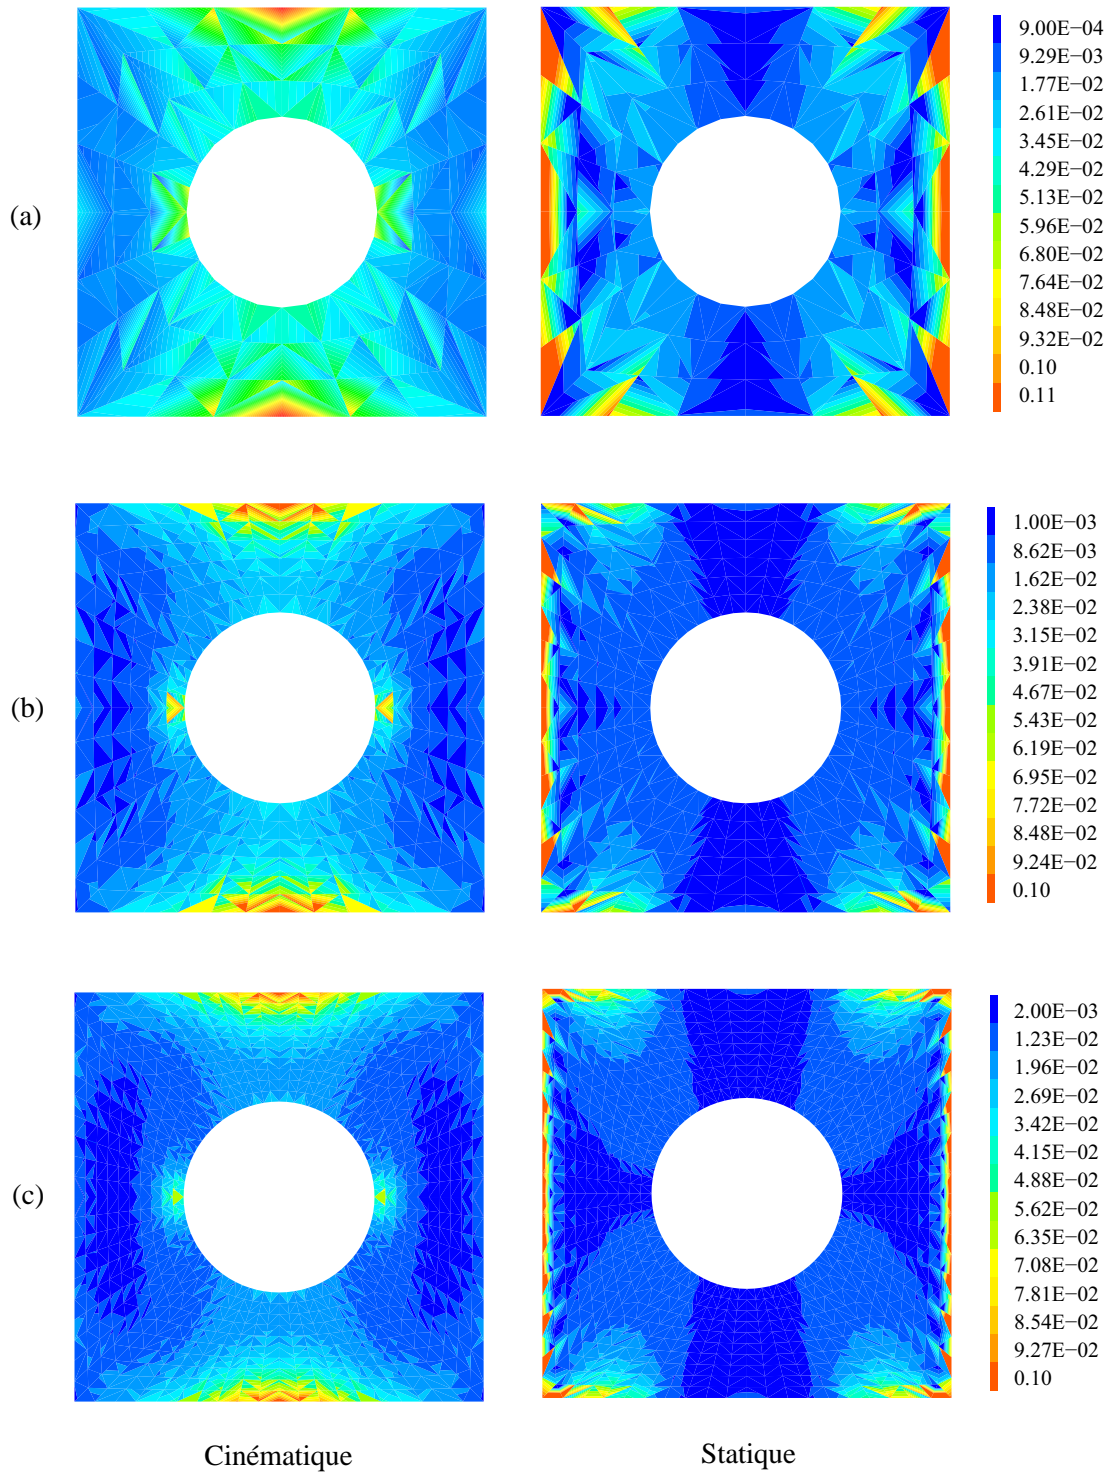 (a)
9.00E−04
9.29E−03
1.77E−02
2.61E−02
3.45E−02
4.29E−02
5.13E−02
5.96E−02
6.80E−02
7.64E−02
8.48E−02
9.32E−02
0.10
0.11
(b)
1.00E−03
8.62E−03
1.62E−02
2.38E−02
3.15E−02
3.91E−02
4.67E−02
5.43E−02
6.19E−02
6.95E−02
7.72E−02
8.48E−02
9.24E−02
0.10
(c)
2.00E−03
1.23E−02
1.96E−02
2.69E−02
3.42E−02
4.15E−02
4.88E−02
5.62E−02
6.35E−02
7.08E−02
7.81E−02
8.54E−02
9.27E−02
0.10
Cinématique
Statique